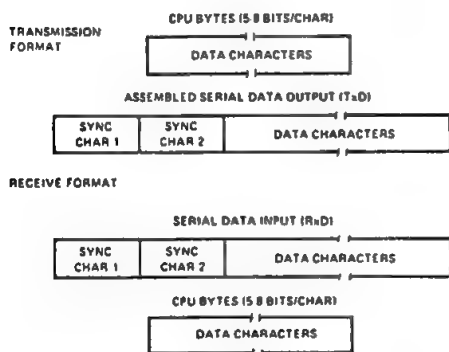 CPU BYTES (5 8 BITS/CHAR)
TRANSMISSION
FORMAT
DATA CHARACTERS
ASSEMBLED SERIAL DATA OUTPUT (TxD)
SYNC
CHAR 1
SYNC
CHAR 2
DATA CHARACTERS
RECEIVE FORMAT
SERIAL DATA INPUT (RxD)
SYNC
CHAR 1
SYNC
CHAR 2
DATA CHARACTERS
CPU BYTES (5 8 BITS/CHAR)
DATA CHARACTERS